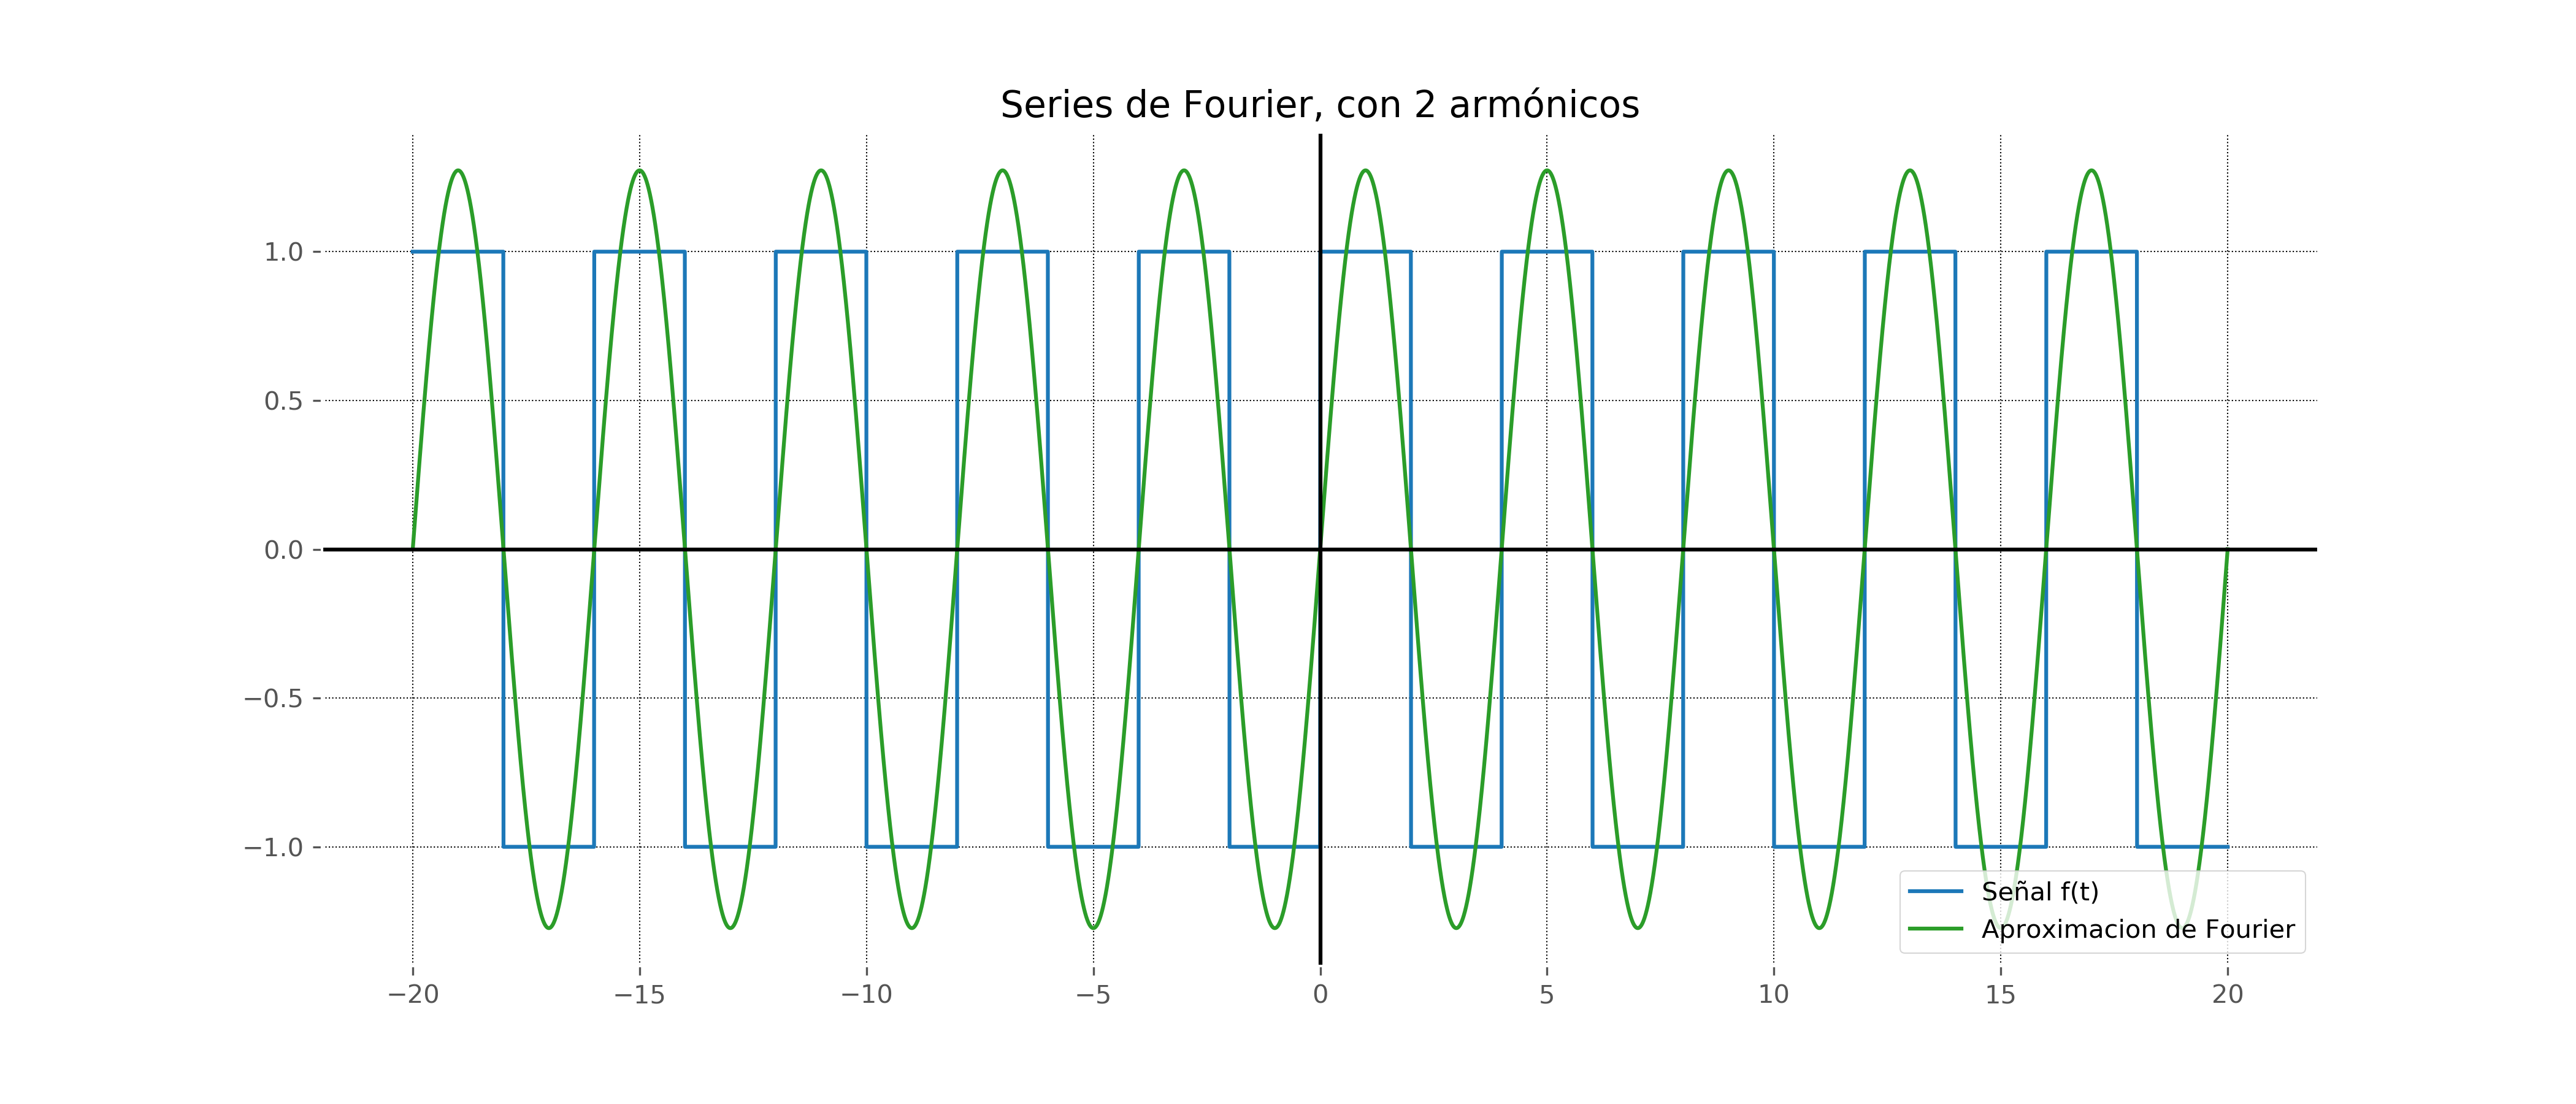 Series de Fourier, con 2 armónicos
1.0
0.5
0.0
−0.5
−1.0
−20 −15 −10 −5 0 5 10 15 20
Señal f(t)
Aproximacion de Fourier